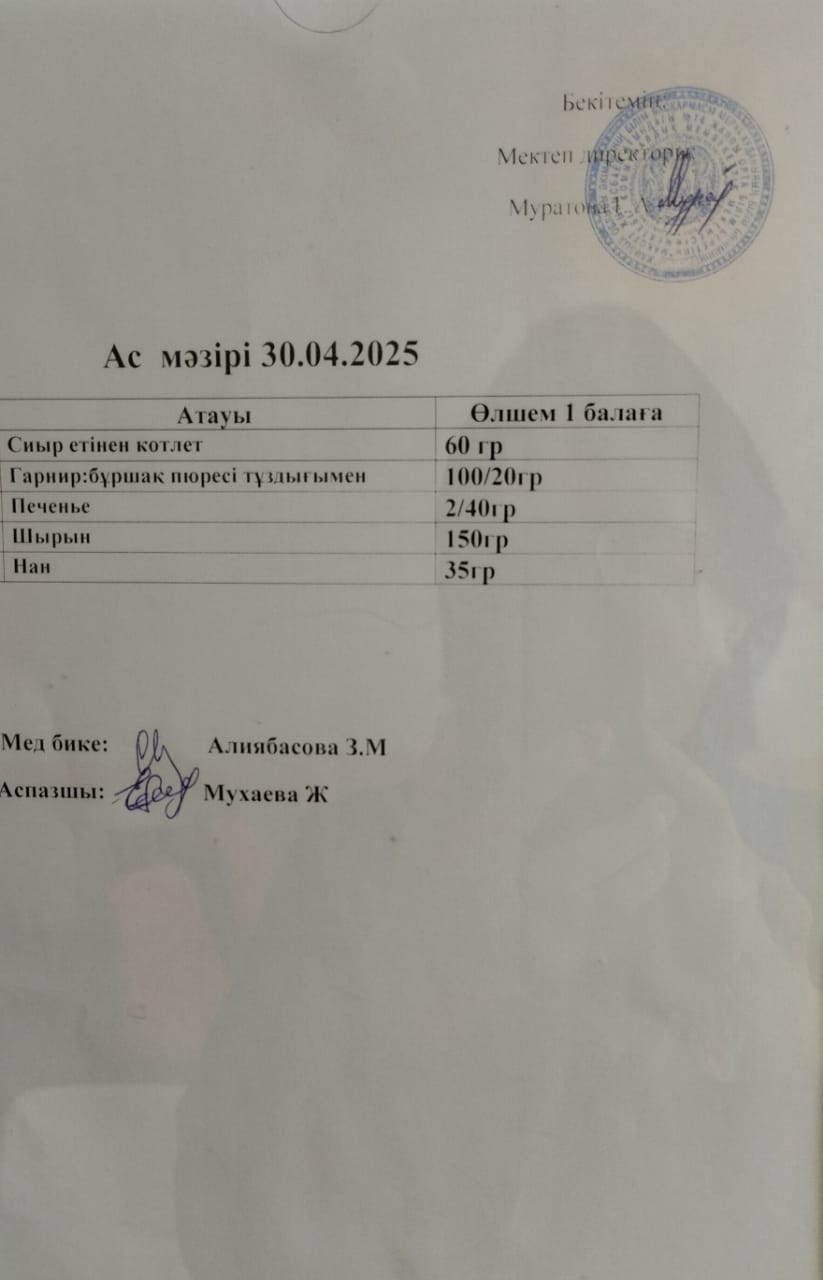 Бекітемін:
Мектеп директоры:
Муратова Г.А
Ас мәзірі 30.04.2025
Атауы Өлшем 1 балаға
Сиыр етінен котлет 60 гр
Гарнир:бұршақ пюресі тұздығымен 100/20гр
Печенье 2/40гр
Шырын 150гр
Нан 35гр
Мед бике: Алиябасова З.М
Аспазшы: Мухаева Ж